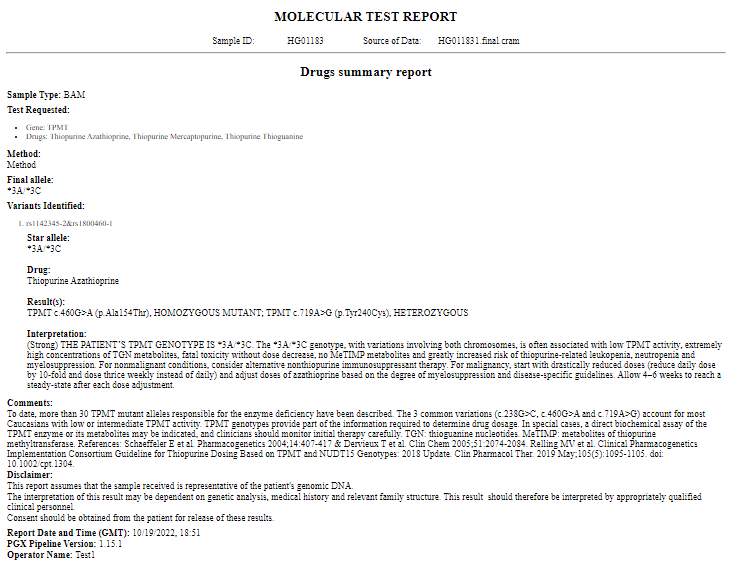 MOLECULAR TEST REPORT
Sample ID: HG01183 Source of Data: HG011831.final.cram
Drugs summary report
Sample Type: BAM
Test Requested:
• Gene: TPMT
• Drugs: Thiopurine Azathioprine, Thiopurine Mercaptopurine, Thiopurine Thioguanine
Method:
Method
Final allele:
*3A/*3C
Variants Identified:
1. rs1142345-2&rs1800460-1
Star allele:
*3A/*3C
Drug:
Thiopurine Azathioprine
Result(s):
TPMT c.460G>A (p.Ala154Thr), HOMOZYGOUS MUTANT; TPMT c.719A>G (p.Tyr240Cys), HETEROZYGOUS
Interpretation:
(Strong) THE PATIENT'S TPMT GENOTYPE IS *3A/*3C. The *3A/*3C genotype, with variations involving both chromosomes, is often associated with low TPMT activity, extremely
high concentrations of TGN metabolites, fatal toxicity without dose decrease, no MeTIMP metabolites and greatly increased risk of thiopurine-related leukopenia, neutropenia and
myelosuppression. For nonmalignant conditions, consider alternative nonthiopurine immunosuppressant therapy. For malignancy, start with drastically reduced doses (reduce daily dose
by 10-fold and dose thrice weekly instead of daily) and adjust doses of azathioprine based on the degree of myelosuppression and disease-specific guidelines. Allow 4–6 weeks to reach a
steady-state after each dose adjustment.
Comments:
To date, more than 30 TPMT mutant alleles responsible for the enzyme deficiency have been described. The 3 common variations (c.238G>C, c.460G>A and c.719A>G) account for most
Caucasians with low or intermediate TPMT activity. TPMT genotypes provide part of the information required to determine drug dosage. In special cases, a direct biochemical assay of the
TPMT enzyme or its metabolites may be indicated, and clinicians should monitor initial therapy carefully. TGN: thioguanine nucleotides. MeTIMP: metabolites of thiopurine
methyltransferase. References: Schaeffeler E et al. Pharmacogenetics 2004;14:407-417 & Dervieux T et al. Clin Chem 2005;51:2074-2084. Relling MV et al. Clinical Pharmacogenetics
Implementation Consortium Guideline for Thiopurine Dosing Based on TPMT and NUDT15 Genotypes: 2018 Update. Clin Pharmacol Ther. 2019 May;105(5):1095-1105. doi:
10.1002/cpt.1304.
Disclaimer:
This report assumes that the sample received is representative of the patient's genomic DNA.
The interpretation of this result may be dependent on genetic analysis, medical history and relevant family structure. This result should therefore be interpreted by appropriately qualified
clinical personnel.
Consent should be obtained from the patient for release of these results.
Report Date and Time (GMT): 10/19/2022, 18:51
PGX Pipeline Version: 1.15.1
Operator Name: Test1